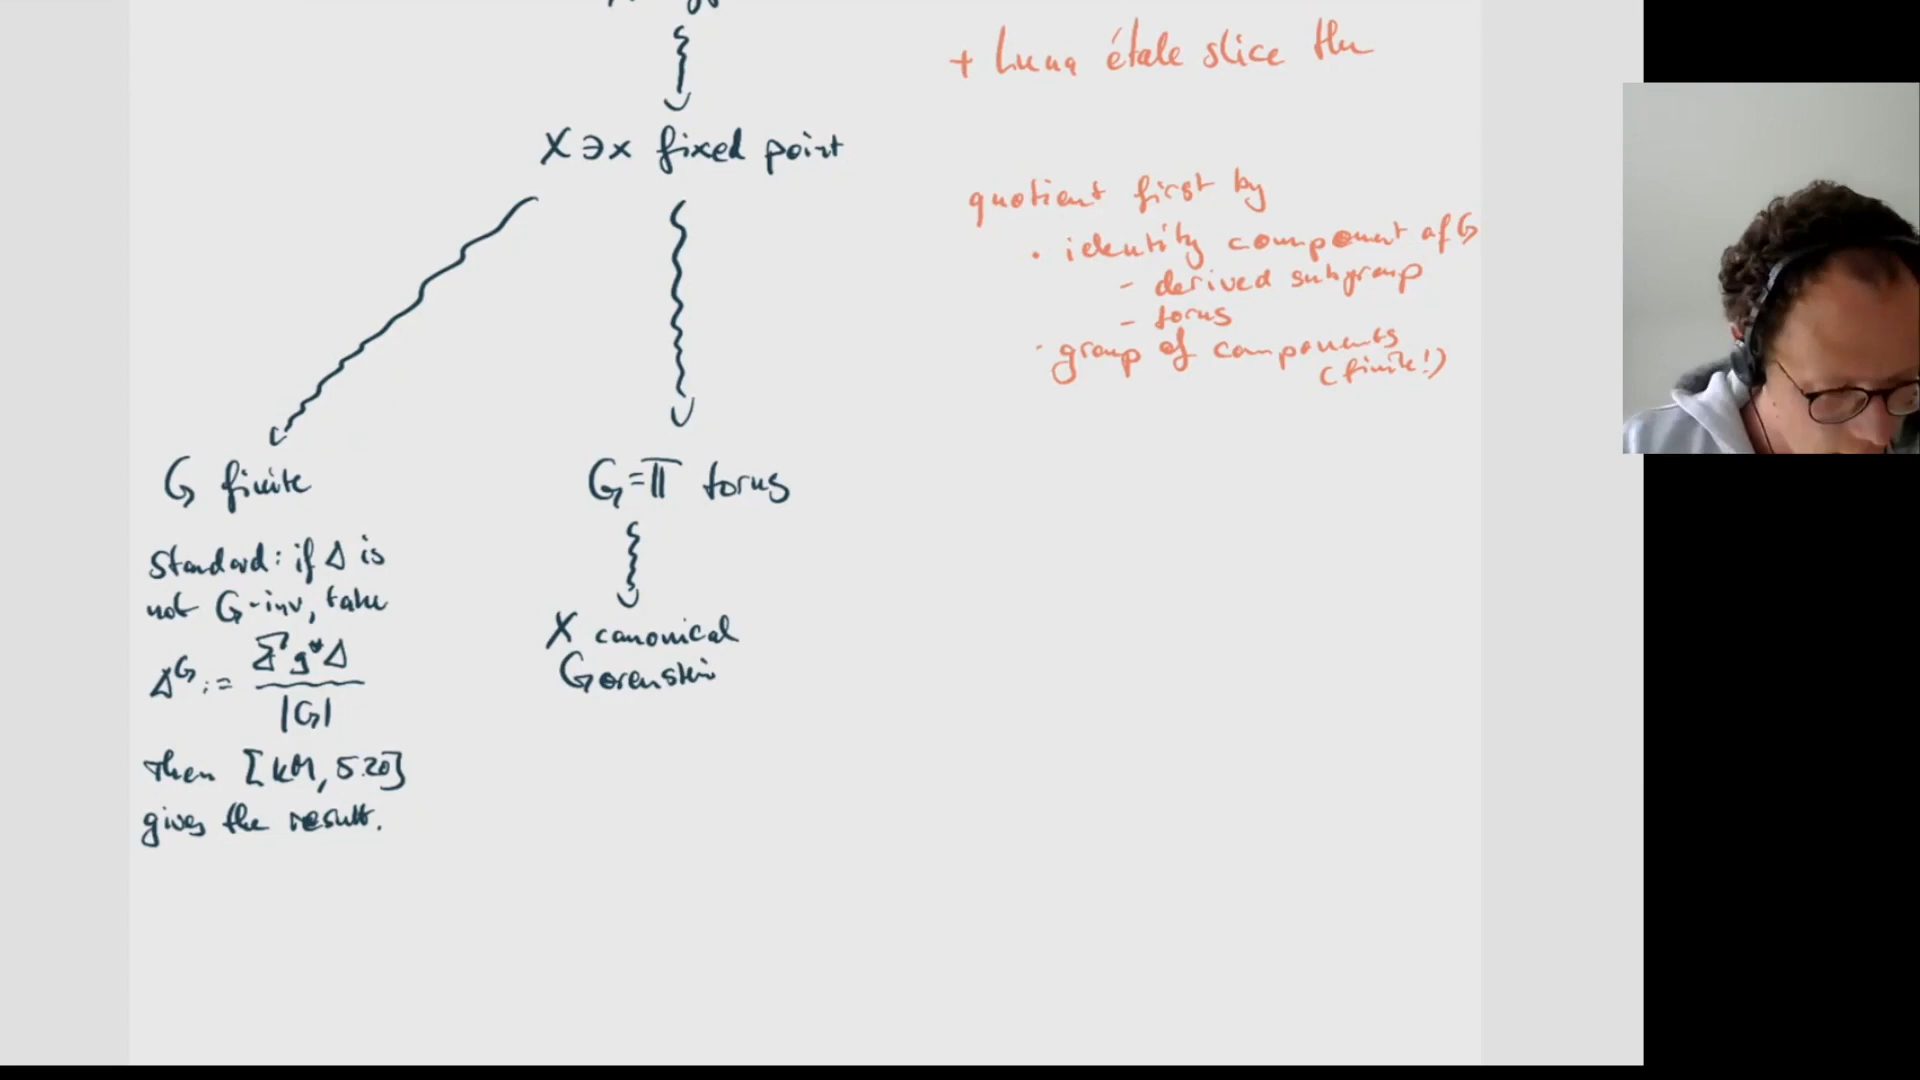 + Luna étale slice thm
X ∋ x fixed point
quotient first by
• identity component of G
- derived subgroup
- torus
• group of components
(finite!)
G finite
G = 𝕋 torus
Standard: if Δ is
not G-inv, take
Δ^G := Σ g*Δ / |G|
then [KM, 5.20]
gives the result.
X canonical
Gorenstein